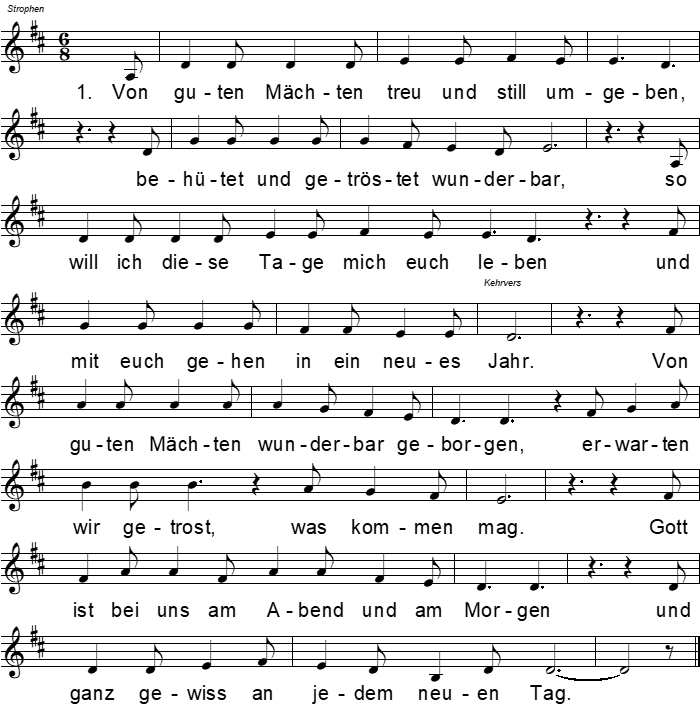 Strophen
6
8
1. Von gu - ten Mäch - ten treu und still um - ge - ben,
be - hü - tet und ge - trös - tet wun - der - bar, so
will ich die - se Ta - ge mich euch le - ben und
Kehrvers
mit euch ge - hen in ein neu - es Jahr. Von
gu - ten Mäch - ten wun - der - bar ge - bor - gen, er - war - ten
wir ge - trost, was kom - men mag. Gott
ist bei uns am A - bend und am Mor - gen und
ganz ge - wiss an je - dem neu - en Tag.